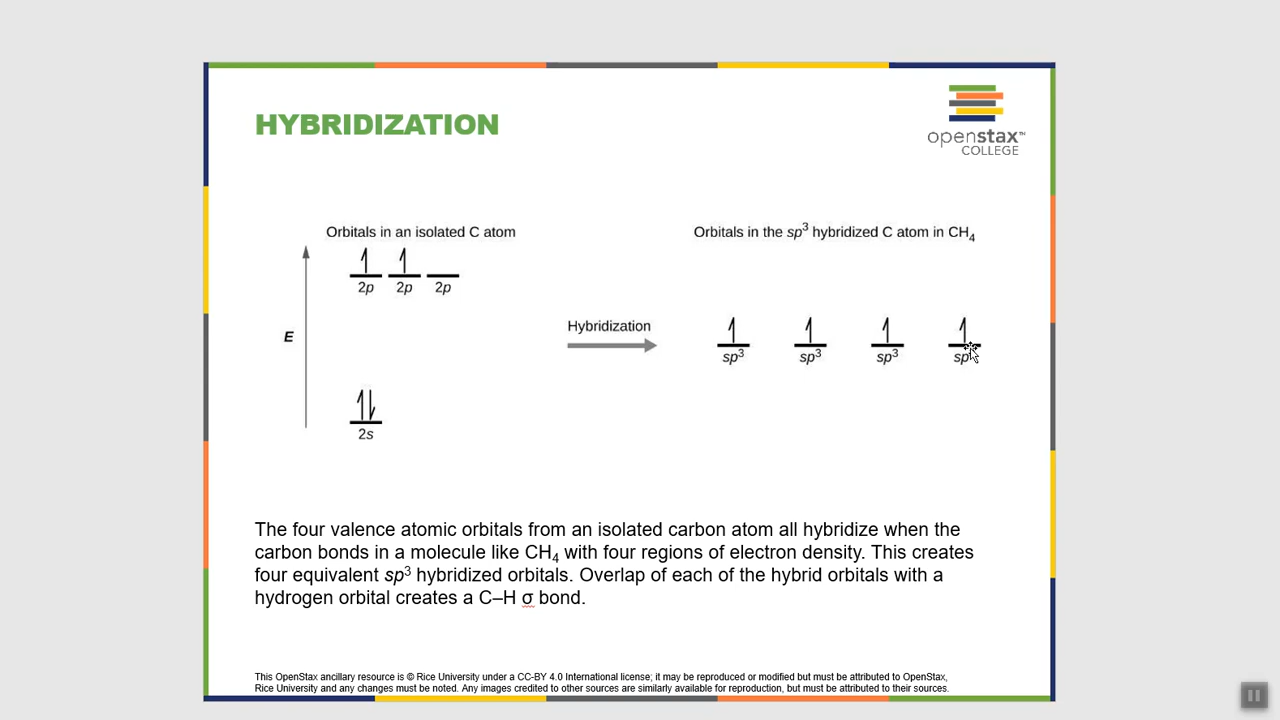 HYBRIDIZATION
openstax™
COLLEGE
Orbitals in an isolated C atom
2p 2p 2p
E
2s
Hybridization
Orbitals in the sp³ hybridized C atom in CH₄
sp³ sp³ sp³ sp
The four valence atomic orbitals from an isolated carbon atom all hybridize when the
carbon bonds in a molecule like CH₄ with four regions of electron density. This creates
four equivalent sp³ hybridized orbitals. Overlap of each of the hybrid orbitals with a
hydrogen orbital creates a C–H σ bond.
This OpenStax ancillary resource is © Rice University under a CC-BY 4.0 International license; it may be reproduced or modified but must be attributed to OpenStax,
Rice University and any changes must be noted. Any images credited to other sources are similarly available for reproduction, but must be attributed to their sources.